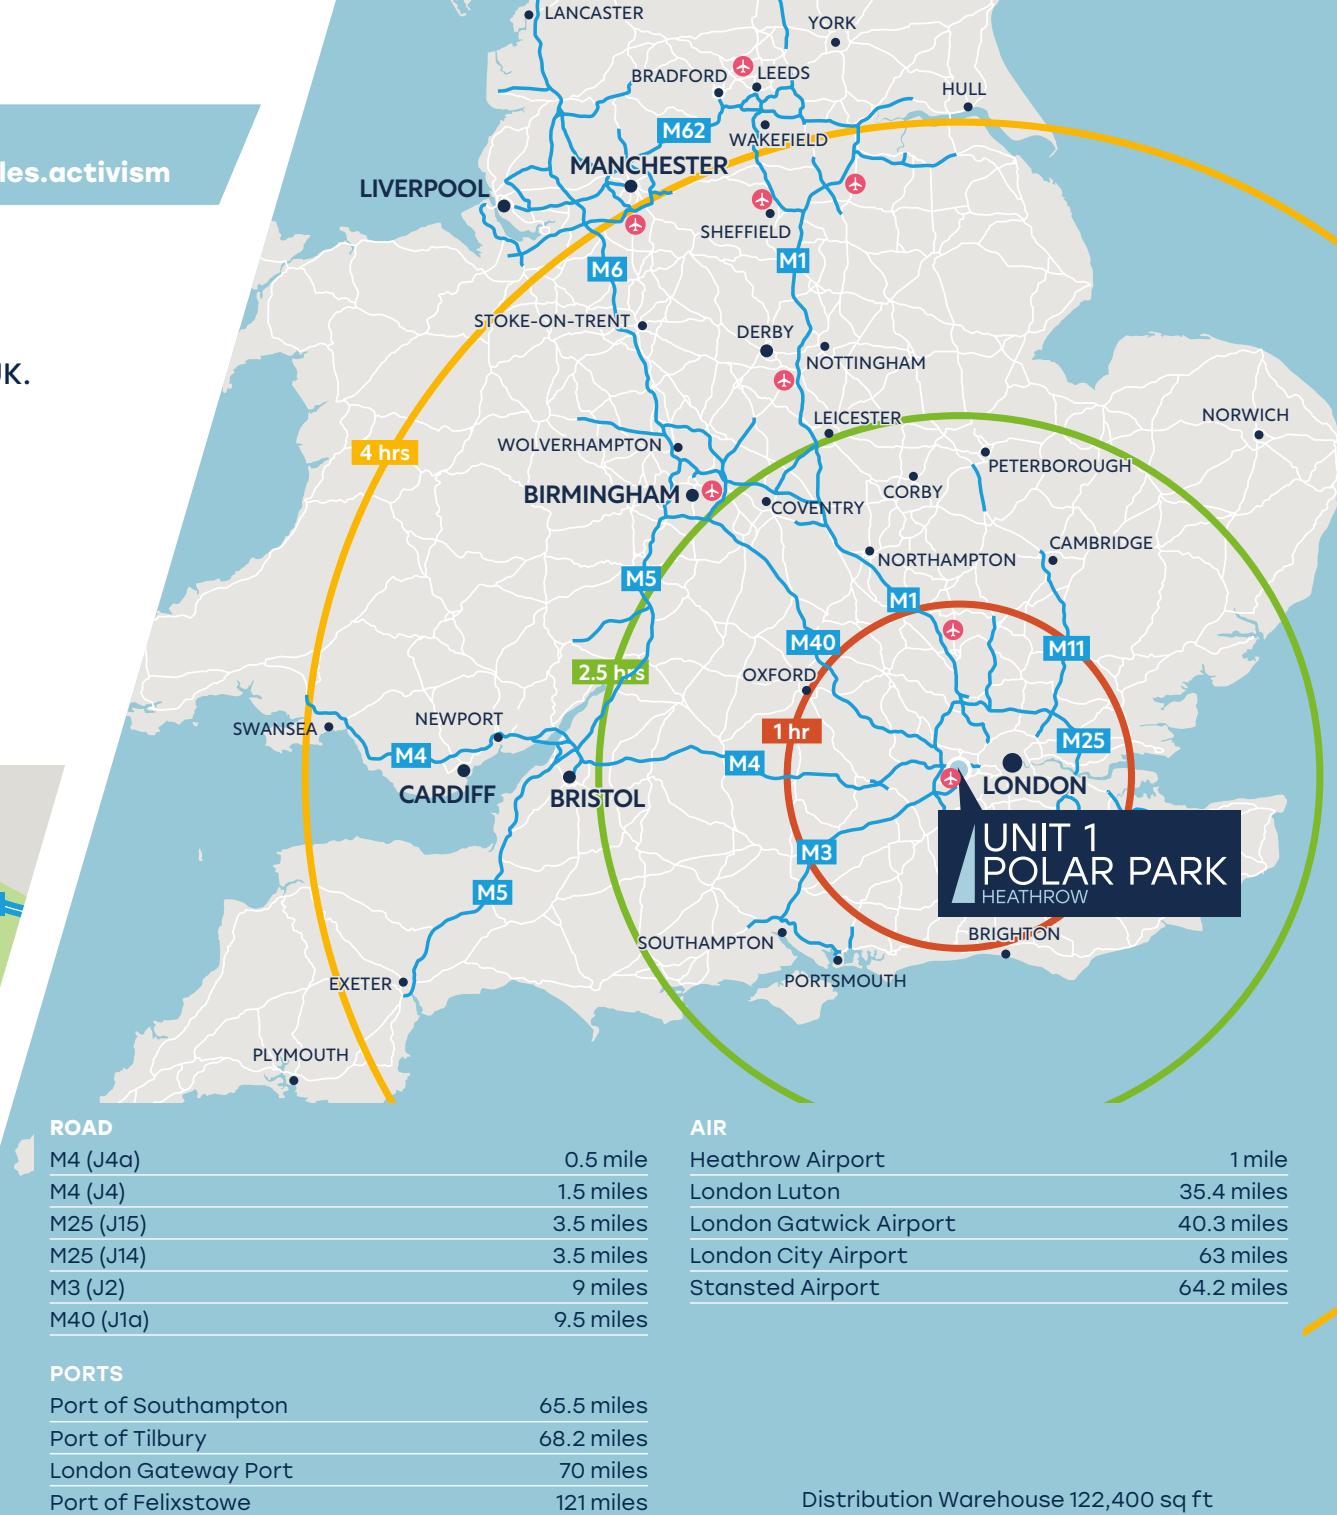 les.activism
UK.
LANCASTER
YORK
BRADFORD
LEEDS
HULL
M62
WAKEFIELD
MANCHESTER
LIVERPOOL
SHEFFIELD
M6
M1
STOKE-ON-TRENT
DERBY
NOTTINGHAM
LEICESTER
NORWICH
4 hrs
WOLVERHAMPTON
PETERBOROUGH
BIRMINGHAM
CORBY
COVENTRY
CAMBRIDGE
NORTHAMPTON
M5
M1
M40
M11
2.5 hrs
OXFORD
SWANSEA
NEWPORT
1 hr
M25
M4
M4
CARDIFF
BRISTOL
LONDON
UNIT 1
POLAR PARK
HEATHROW
M3
M5
SOUTHAMPTON
BRIGHTON
PORTSMOUTH
EXETER
PLYMOUTH
ROAD
M4 (J4a) 0.5 mile
M4 (J4) 1.5 miles
M25 (J15) 3.5 miles
M25 (J14) 3.5 miles
M3 (J2) 9 miles
M40 (J1a) 9.5 miles
PORTS
Port of Southampton 65.5 miles
Port of Tilbury 68.2 miles
London Gateway Port 70 miles
Port of Felixstowe 121 miles
AIR
Heathrow Airport 1 mile
London Luton 35.4 miles
London Gatwick Airport 40.3 miles
London City Airport 63 miles
Stansted Airport 64.2 miles
Distribution Warehouse 122,400 sq ft